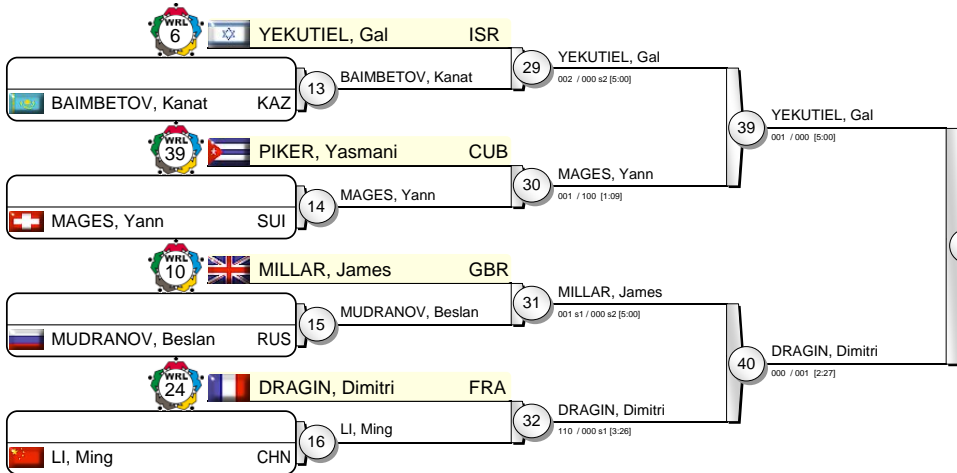 WRL
6
YEKUTIEL, Gal ISR
29
YEKUTIEL, Gal
002 / 000 s2 [5:00]
13
BAIMBETOV, Kanat
BAIMBETOV, Kanat KAZ
39
YEKUTIEL, Gal
001 / 000 [5:00]
WRL
39
PIKER, Yasmani CUB
30
MAGES, Yann
001 / 100 [1:09]
14
MAGES, Yann
MAGES, Yann SUI
WRL
10
MILLAR, James GBR
31
MILLAR, James
001 s1 / 000 s2 [5:00]
15
MUDRANOV, Beslan
MUDRANOV, Beslan RUS
40
DRAGIN, Dimitri
000 / 001 [2:27]
WRL
24
DRAGIN, Dimitri FRA
32
DRAGIN, Dimitri
110 / 000 s1 [3:26]
16
LI, Ming
LI, Ming CHN